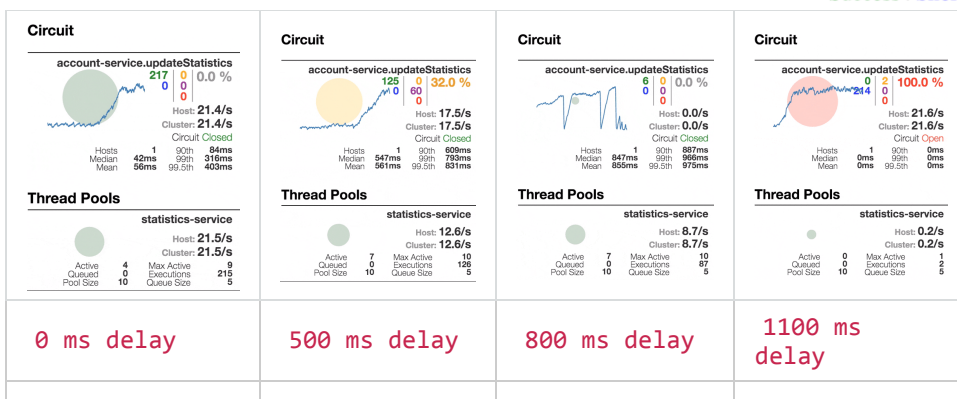 Circuit
account-service.updateStatistics
217 0 0.0 %
0 0
0
Host: 21.4/s
Cluster: 21.4/s
Circuit Closed
Hosts 1 90th 84ms
Median 42ms 99th 316ms
Mean 56ms 99.5th 403ms
Thread Pools
statistics-service
Host: 21.5/s
Cluster: 21.5/s
Active 4 Max Active 9
Queued 0 Executions 215
Pool Size 10 Queue Size 5
0 ms delay
Circuit
account-service.updateStatistics
125 0 32.0 %
0 60
0
Host: 17.5/s
Cluster: 17.5/s
Circuit Closed
Hosts 1 90th 609ms
Median 547ms 99th 793ms
Mean 561ms 99.5th 831ms
Thread Pools
statistics-service
Host: 12.6/s
Cluster: 12.6/s
Active 7 Max Active 10
Queued 0 Executions 126
Pool Size 10 Queue Size 5
500 ms delay
Circuit
account-service.updateStatistics
6 0 0.0 %
0 0
0
Host: 0.0/s
Cluster: 0.0/s
Circuit Closed
Hosts 1 90th 887ms
Median 847ms 99th 966ms
Mean 855ms 99.5th 975ms
Thread Pools
statistics-service
Host: 8.7/s
Cluster: 8.7/s
Active 7 Max Active 10
Queued 0 Executions 87
Pool Size 10 Queue Size 5
800 ms delay
Circuit
account-service.updateStatistics
0 2 100.0 %
214 0
0
Host: 21.6/s
Cluster: 21.6/s
Circuit Open
Hosts 1 90th 0ms
Median 0ms 99th 0ms
Mean 0ms 99.5th 0ms
Thread Pools
statistics-service
Host: 0.2/s
Cluster: 0.2/s
Active 0 Max Active 1
Queued 0 Executions 2
Pool Size 10 Queue Size 5
1100 ms
delay